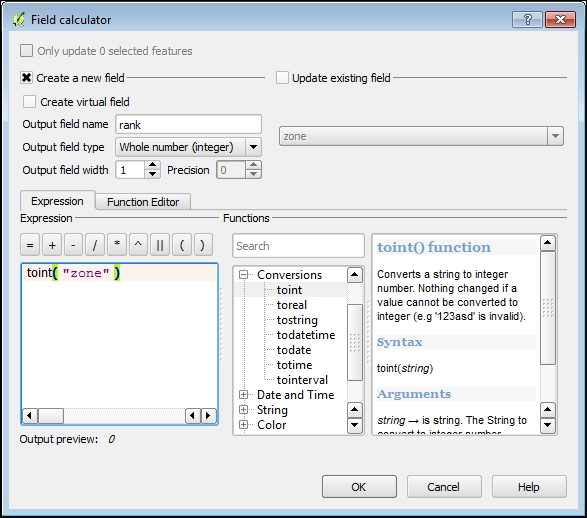 Field calculator
Only update 0 selected features
Create a new field
Update existing field
Create virtual field
Output field name rank
Output field type Whole number (integer)
zone
Output field width 1 Precision 0
Expression Function Editor
Expression
Functions
= + - / * ^ || ( )
Search
toint( "zone" )
Conversions
toint
toreal
tostring
todatetime
todate
totime
tointerval
Date and Time
String
Color
toint() function
Converts a string to integer
number. Nothing changed if a
value cannot be converted to
integer (e.g '123asd' is invalid).
Syntax
toint(string)
Arguments
string → is string. The String to
convert to integer number
Output preview: 0
OK Cancel Help